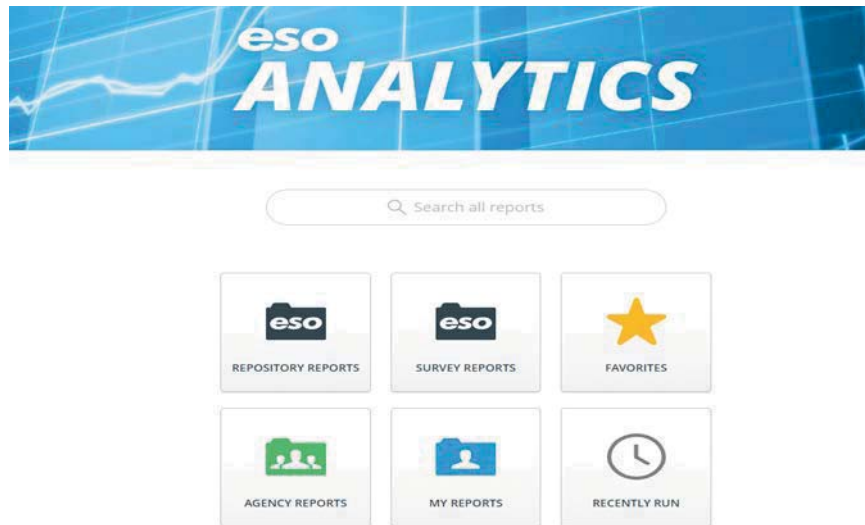 eso
ANALYTICS
Search all reports
eso
eso
REPOSITORY REPORTS
SURVEY REPORTS
FAVORITES
AGENCY REPORTS
MY REPORTS
RECENTLY RUN